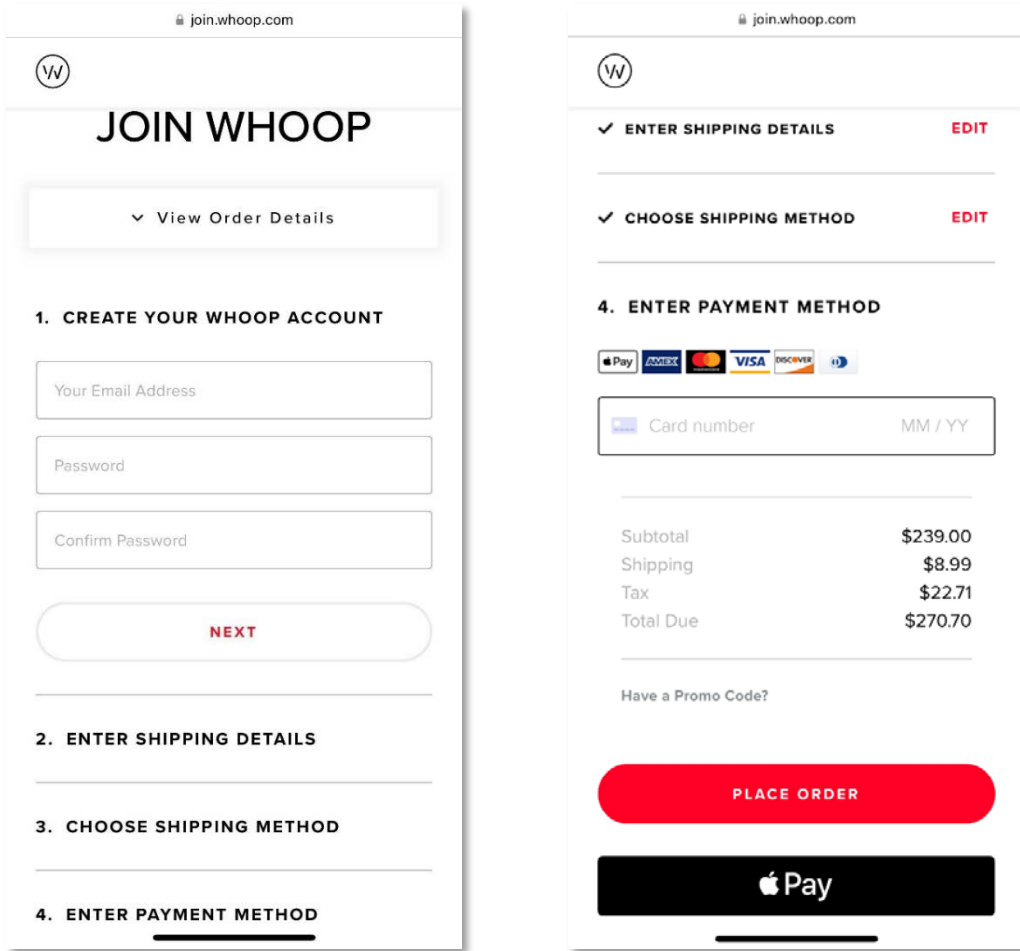 join.whoop.com
W
JOIN WHOOP
View Order Details
1. CREATE YOUR WHOOP ACCOUNT
Your Email Address
Password
Confirm Password
NEXT
2. ENTER SHIPPING DETAILS
3. CHOOSE SHIPPING METHOD
4. ENTER PAYMENT METHOD
join.whoop.com
W
ENTER SHIPPING DETAILS EDIT
CHOOSE SHIPPING METHOD EDIT
4. ENTER PAYMENT METHOD
Pay AMEX VISA DISCOVER
Card number MM / YY
Subtotal $239.00
Shipping $8.99
Tax $22.71
Total Due $270.70
Have a Promo Code?
PLACE ORDER
Pay